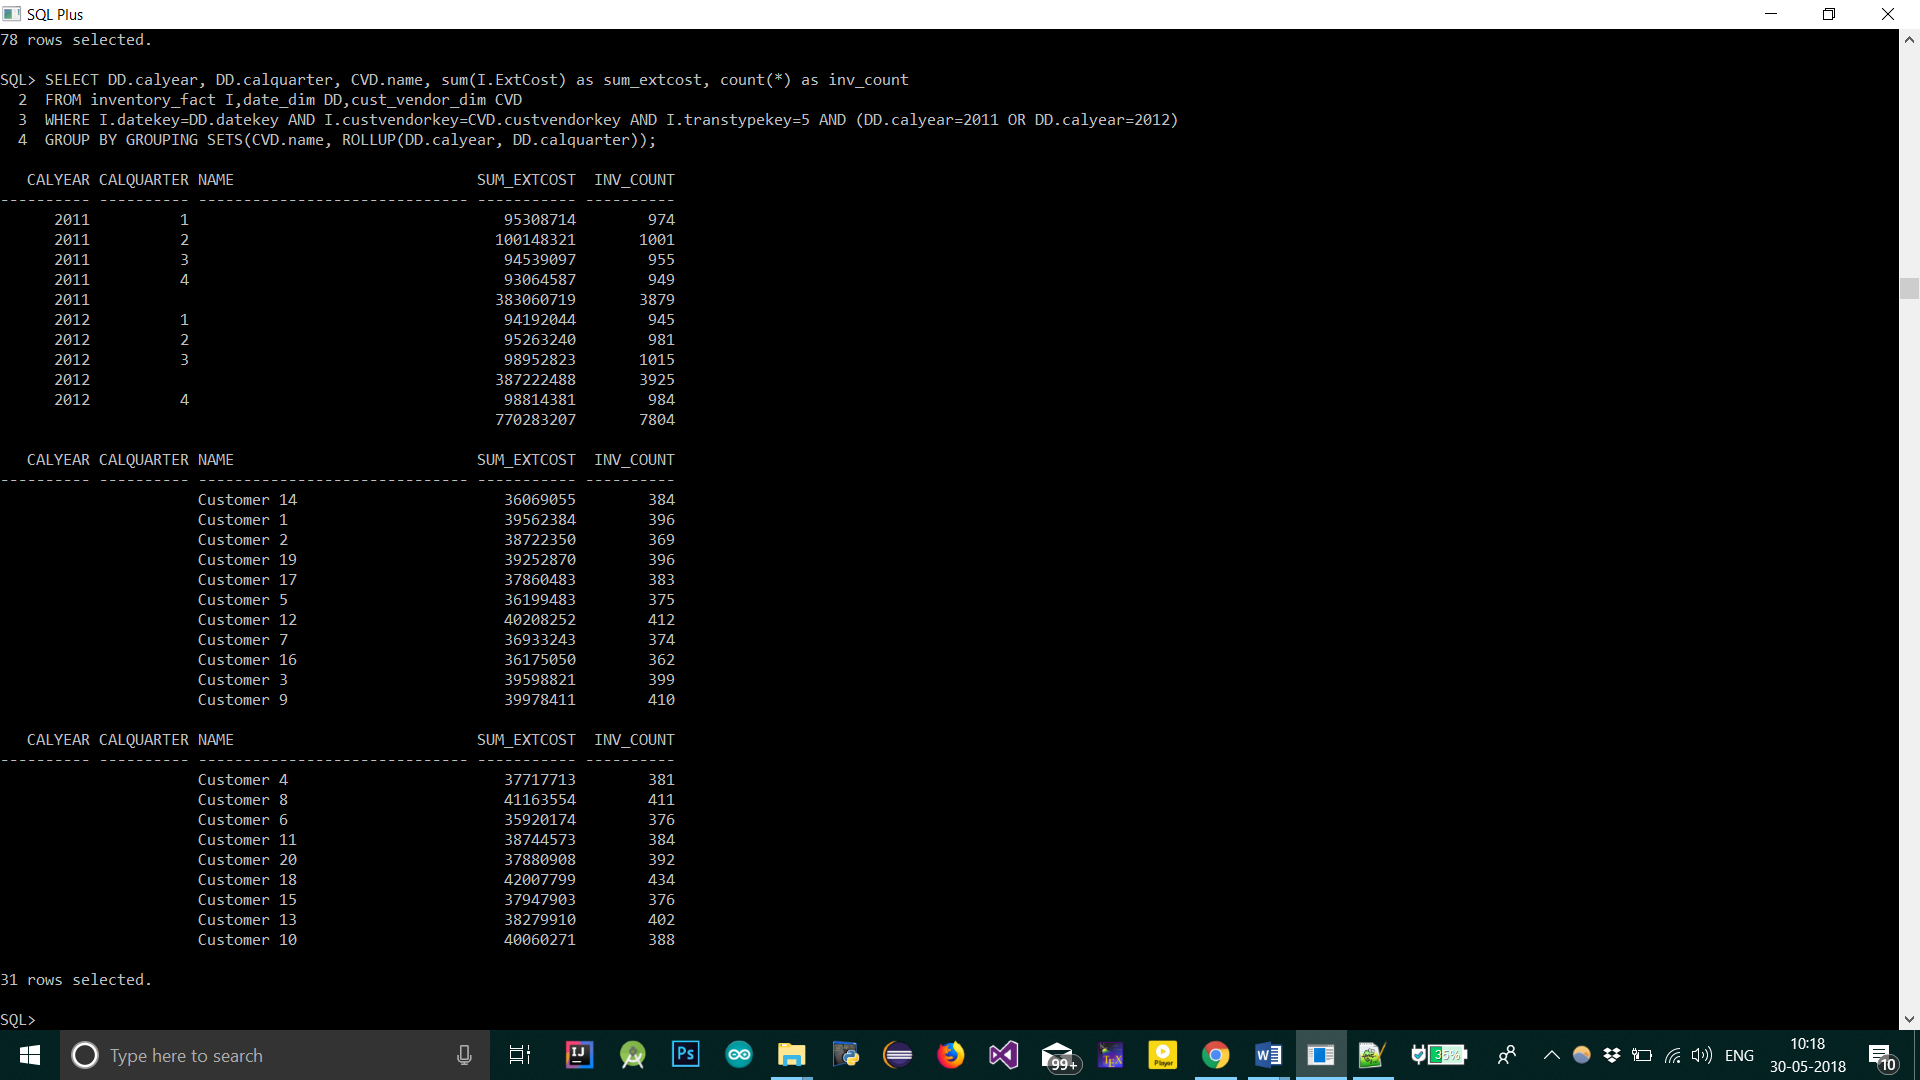 SQL Plus
78 rows selected.
SQL> SELECT DD.calyear, DD.calquarter, CVD.name, sum(I.ExtCost) as sum_extcost, count(*) as inv_count
2 FROM inventory_fact I,date_dim DD,cust_vendor_dim CVD
3 WHERE I.datekey=DD.datekey AND I.custvendorkey=CVD.custvendorkey AND I.transtypekey=5 AND (DD.calyear=2011 OR DD.calyear=2012)
4 GROUP BY GROUPING SETS(CVD.name, ROLLUP(DD.calyear, DD.calquarter));
CALYEAR CALQUARTER NAME SUM_EXTCOST INV_COUNT
---------- ---------- ------------------------------ ----------- ----------
2011 1 95308714 974
2011 2 100148321 1001
2011 3 94539097 955
2011 4 93064587 949
2011 383060719 3879
2012 1 94192044 945
2012 2 95263240 981
2012 3 98952823 1015
2012 387222488 3925
2012 4 98814381 984
770283207 7804
CALYEAR CALQUARTER NAME SUM_EXTCOST INV_COUNT
---------- ---------- ------------------------------ ----------- ----------
Customer 14 36069055 384
Customer 1 39562384 396
Customer 2 38722350 369
Customer 19 39252870 396
Customer 17 37860483 383
Customer 5 36199483 375
Customer 12 40208252 412
Customer 7 36933243 374
Customer 16 36175050 362
Customer 3 39598821 399
Customer 9 39978411 410
CALYEAR CALQUARTER NAME SUM_EXTCOST INV_COUNT
---------- ---------- ------------------------------ ----------- ----------
Customer 4 37717713 381
Customer 8 41163554 411
Customer 6 35920174 376
Customer 11 38744573 384
Customer 20 37880908 392
Customer 18 42007799 434
Customer 15 37947903 376
Customer 13 38279910 402
Customer 10 40060271 388
31 rows selected.
SQL>
Type here to search
IJ
Ps
99+
TEX
Player
35%
ENG
10:18
30-05-2018
10